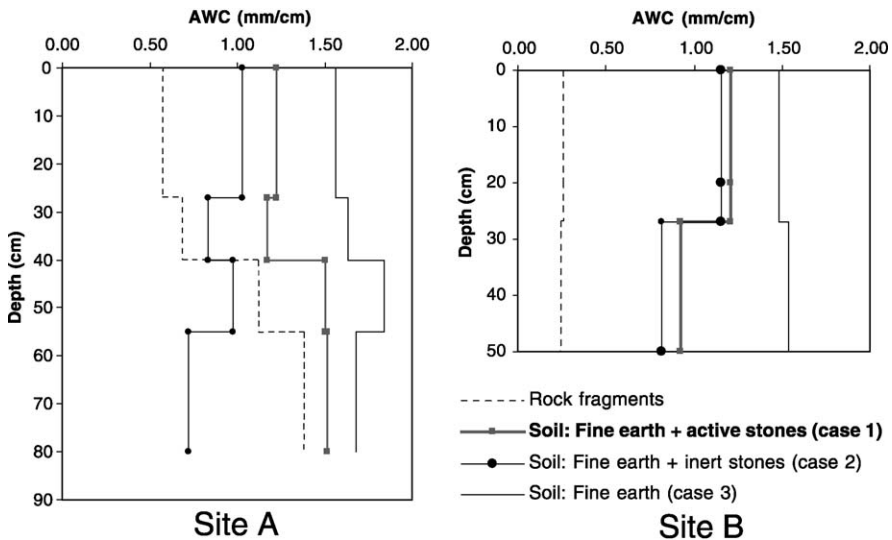 AWC (mm/cm)
0.00 0.50 1.00 1.50 2.00
0
10
20
30
40
50
60
70
80
90
Depth (cm)
Site A
AWC (mm/cm)
0.00 0.50 1.00 1.50 2.00
0
10
20
30
40
50
Depth (cm)
Rock fragments
Soil: Fine earth + active stones (case 1)
Soil: Fine earth + inert stones (case 2)
Soil: Fine earth (case 3)
Site B